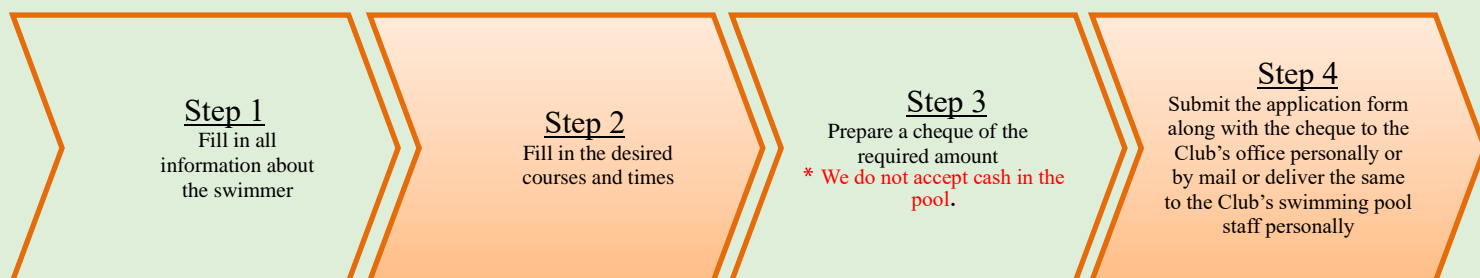 Step 1
Fill in all
information about
the swimmer
Step 2
Fill in the desired
courses and times
Step 3
Prepare a cheque of the
required amount
* We do not accept cash in the
pool.
Step 4
Submit the application form
along with the cheque to the
Club's office personally or
by mail or deliver the same
to the Club's swimming pool
staff personally